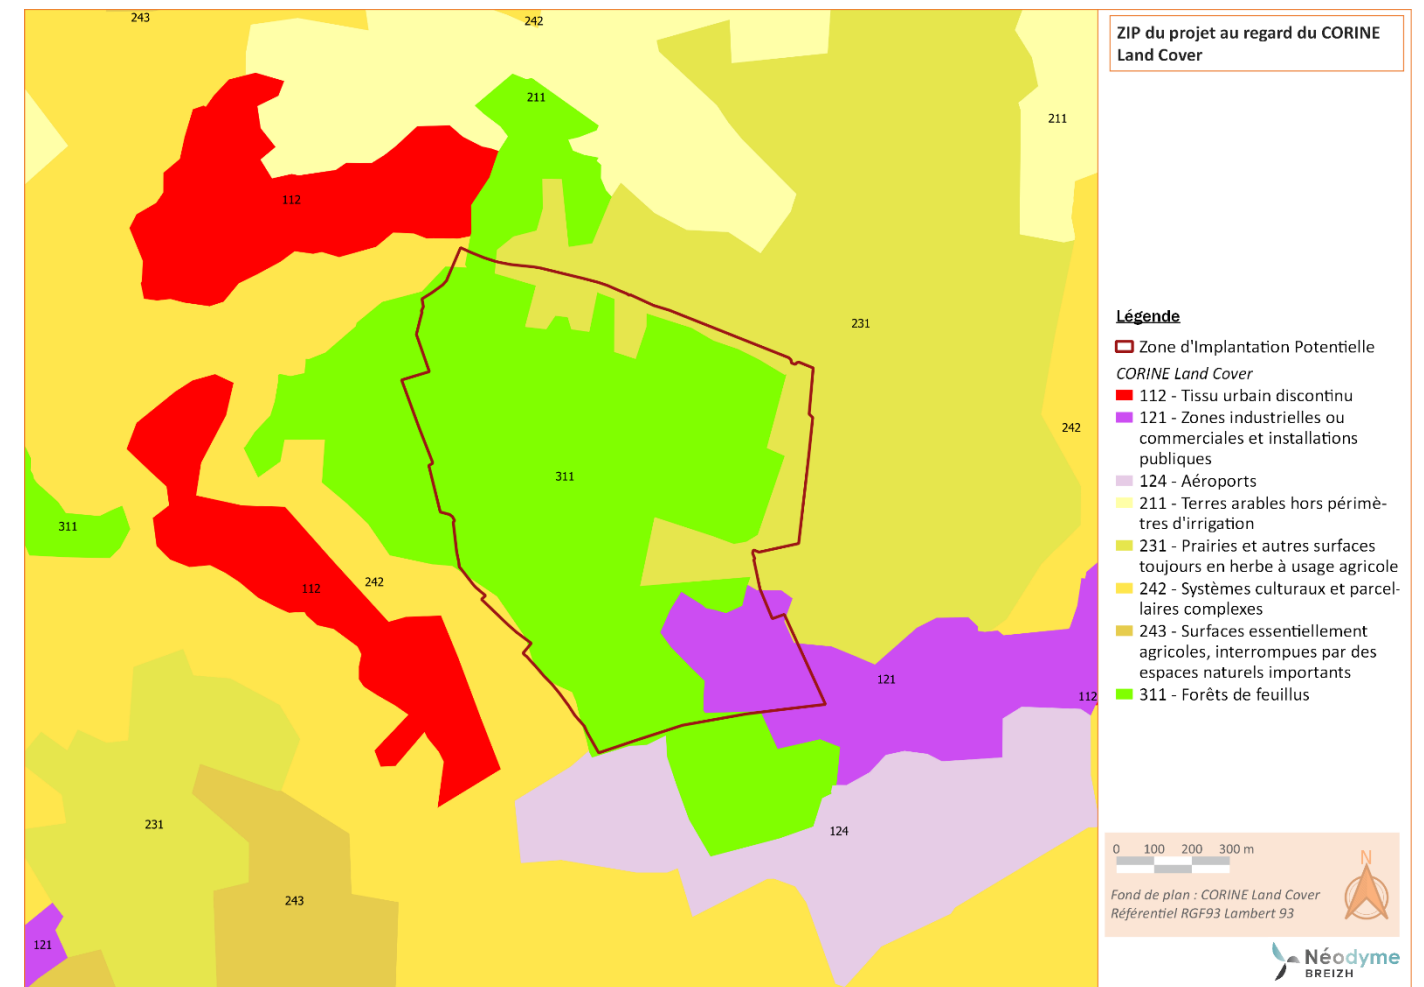 243
242
211
211
112
231
242
311
311
112
242
121
112
231
124
243
121
ZIP du projet au regard du CORINE
Land Cover
Légende
Zone d'Implantation Potentielle
CORINE Land Cover
112 - Tissu urbain discontinu
121 - Zones industrielles ou
commerciales et installations
publiques
124 - Aéroports
211 - Terres arables hors périmè-
tres d'irrigation
231 - Prairies et autres surfaces
toujours en herbe à usage agricole
242 - Systèmes culturaux et parcel-
laires complexes
243 - Surfaces essentiellement
agricoles, interrompues par des
espaces naturels importants
311 - Forêts de feuillus
0 100 200 300 m
N
Fond de plan : CORINE Land Cover
Référentiel RGF93 Lambert 93
Néodyme
BREIZH